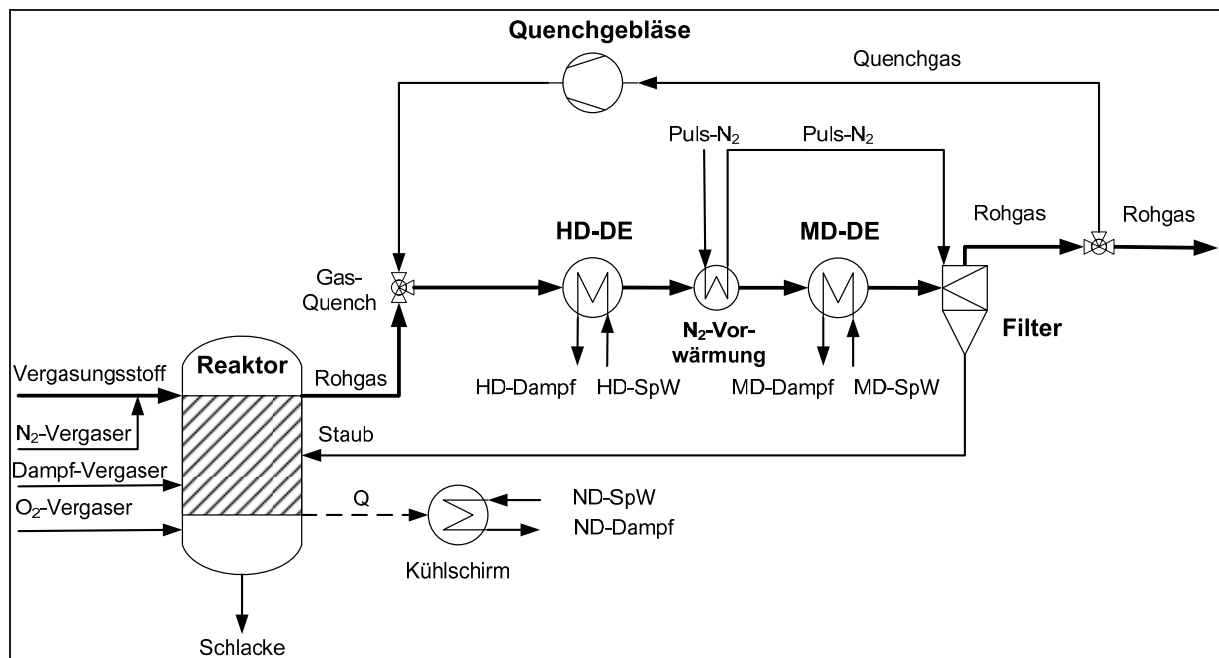 Quenchgebläse
Quenchgas
Puls-N₂
Puls-N₂
Rohgas
Rohgas
HD-DE
MD-DE
Gas-
Quench
N₂-Vor-
wärmung
Filter
Reaktor
Vergasungsstoff
Rohgas
HD-Dampf
HD-SpW
MD-Dampf
MD-SpW
N₂-Vergaser
Staub
Dampf-Vergaser
O₂-Vergaser
Q
ND-SpW
ND-Dampf
Kühlschirm
Schlacke